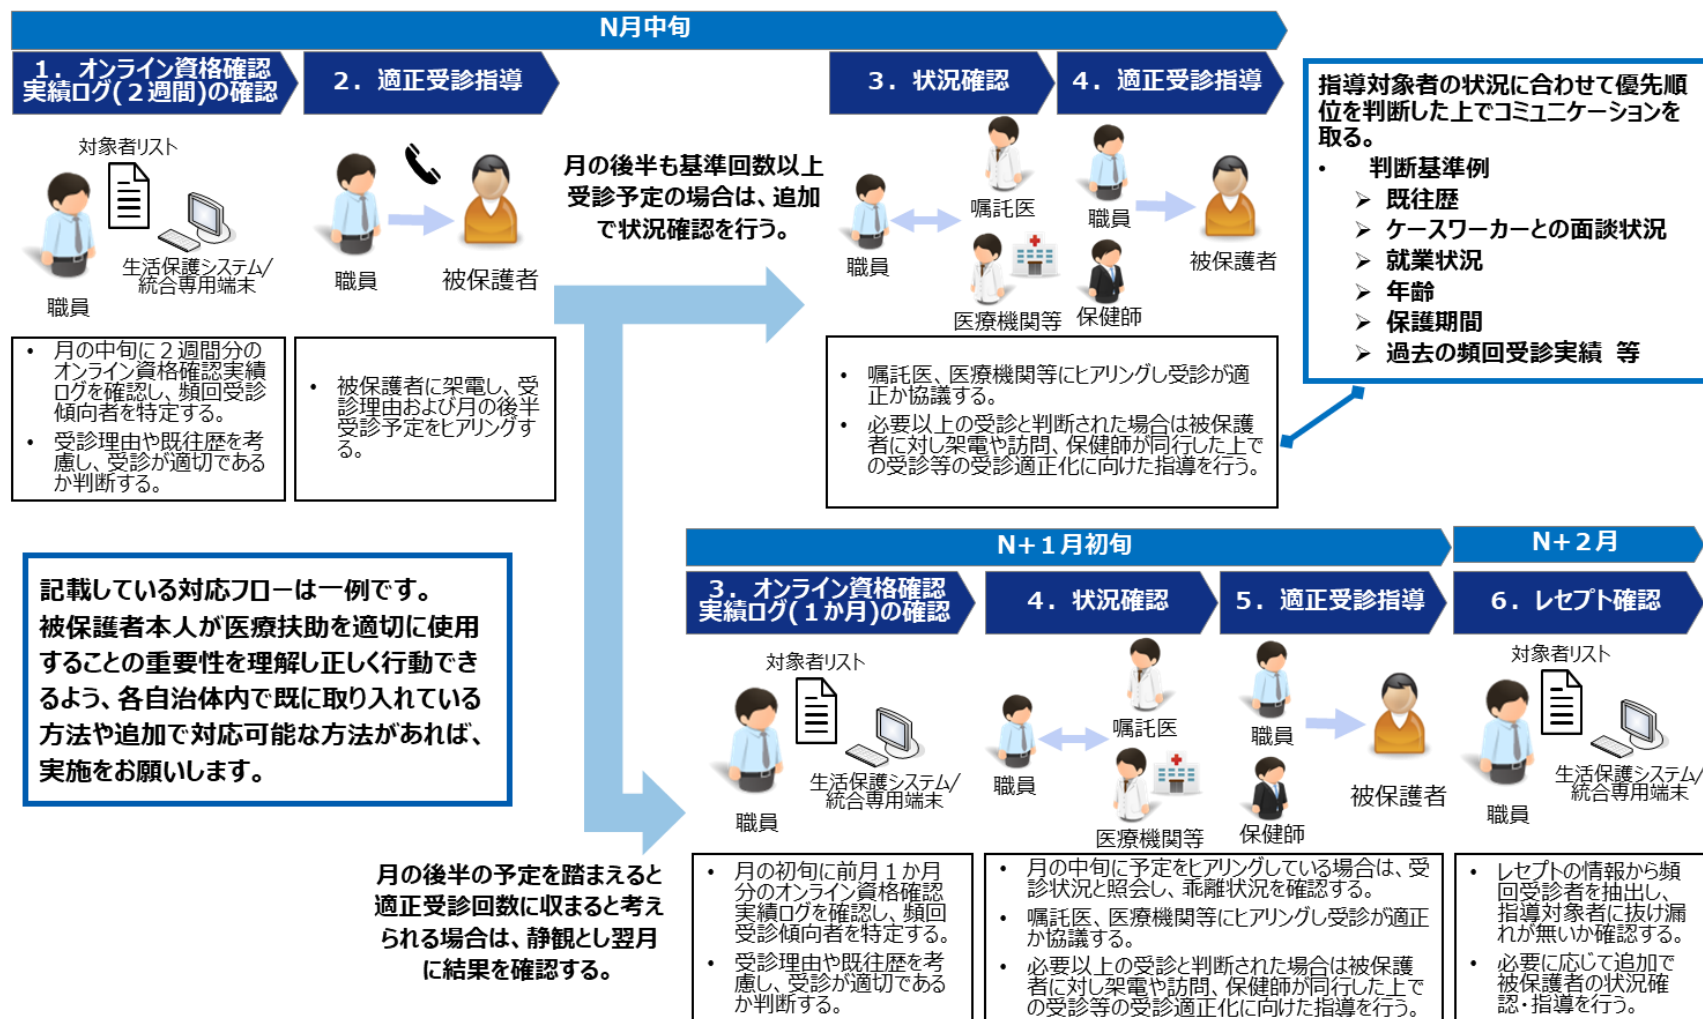 N月中旬
1．オンライン資格確認
実績ログ(２週間)の確認
2．適正受診指導
3．状況確認
4．適正受診指導
対象者リスト
職員
生活保護システム/
統合専用端末
職員
被保護者
月の後半も基準回数以上
受診予定の場合は、追加
で状況確認を行う。
職員
嘱託医
医療機関等
職員
保健師
被保護者
指導対象者の状況に合わせて優先順
位を判断した上でコミュニケーションを
取る。
• 判断基準例
➢ 既往歴
➢ ケースワーカーとの面談状況
➢ 就業状況
➢ 年齢
➢ 保護期間
➢ 過去の頻回受診実績 等
• 月の中旬に２週間分の
オンライン資格確認実績
ログを確認し、頻回受診
傾向者を特定する。
• 受診理由や既往歴を考
慮し、受診が適切である
か判断する。
• 被保護者に架電し、受
診理由および月の後半
受診予定をヒアリングす
る。
• 嘱託医、医療機関等にヒアリングし受診が適
正か協議する。
• 必要以上の受診と判断された場合は被保護
者に対し架電や訪問、保健師が同行した上で
の受診等の受診適正化に向けた指導を行う。
記載している対応フローは一例です。
被保護者本人が医療扶助を適切に使用
することの重要性を理解し正しく行動でき
るよう、各自治体内で既に取り入れている
方法や追加で対応可能な方法があれば、
実施をお願いします。
月の後半の予定を踏まえると
適正受診回数に収まると考え
られる場合は、静観とし翌月
に結果を確認する。
N+１月初旬
N+２月
3．オンライン資格確認
実績ログ(１か月)の確認
4．状況確認
5．適正受診指導
6．レセプト確認
対象者リスト
職員
生活保護システム/
統合専用端末
職員
嘱託医
医療機関等
職員
保健師
被保護者
対象者リスト
職員
生活保護システム/
統合専用端末
• 月の初旬に前月１か月
分のオンライン資格確認
実績ログを確認し、頻回
受診傾向者を特定する。
• 受診理由や既往歴を考
慮し、受診が適切である
か判断する。
• 月の中旬に予定をヒアリングしている場合は、受
診状況と照会し、乖離状況を確認する。
• 嘱託医、医療機関等にヒアリングし受診が適正
か協議する。
• 必要以上の受診と判断された場合は被保護
者に対し架電や訪問、保健師が同行した上で
の受診等の受診適正化に向けた指導を行う。
• レセプトの情報から頻
回受診者を抽出し、
指導対象者に抜け漏
れが無いか確認する。
• 必要に応じて追加で
被保護者の状況確
認・指導を行う。